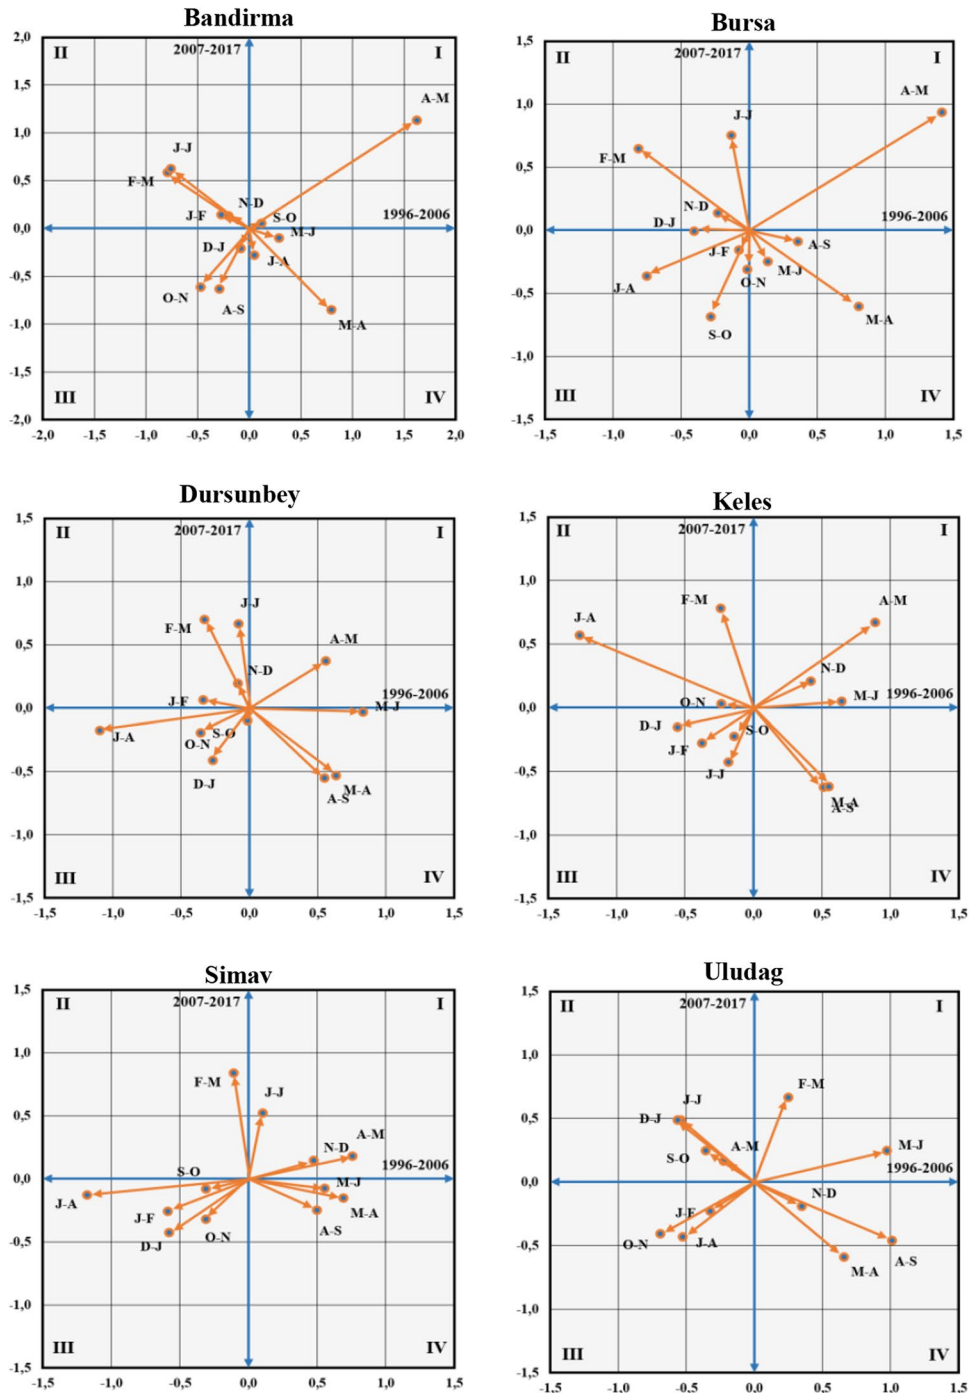 Bandirma
2,0
II
2007-2017
I
1,5
A-M
1,0
J-J
0,5
F-M
N-D
J-F
S-O
1996-2006
0,0
M-J
D-J
J-A
-0,5
O-N
A-S
M-A
-1,0
-1,5
III
IV
-2,0
-2,0
-1,5
-1,0
-0,5
0,0
0,5
1,0
1,5
2,0
Bursa
1,5
II
2007-2017
I
A-M
1,0
J-J
F-M
0,5
N-D
D-J
1996-2006
0,0
A-S
J-F
M-J
J-A
O-N
-0,5
M-A
S-O
-1,0
III
IV
-1,5
-1,5
-1,0
-0,5
0,0
0,5
1,0
1,5
Dursunbey
1,5
II
2007-2017
I
1,0
J-J
F-M
A-M
0,5
N-D
J-F
1996-2006
M-J
0,0
J-A
S-O
O-N
-0,5
D-J
M-A
A-S
-1,0
III
IV
-1,5
-1,5
-1,0
-0,5
0,0
0,5
1,0
1,5
Keles
1,5
II
2007-2017
I
1,0
F-M
A-M
J-A
0,5
N-D
O-N
M-J
1996-2006
0,0
D-J
S-O
J-F
J-J
-0,5
M-A
A-S
-1,0
III
IV
-1,5
-1,5
-1,0
-0,5
0,0
0,5
1,0
1,5
Simav
1,5
II
2007-2017
I
1,0
F-M
J-J
0,5
A-M
N-D
S-O
1996-2006
0,0
M-J
J-A
J-F
M-A
A-S
O-N
D-J
-0,5
-1,0
III
IV
-1,5
-1,5
-1,0
-0,5
0,0
0,5
1,0
1,5
Uludag
1,5
II
2007-2017
I
1,0
F-M
J-J
D-J
0,5
A-M
M-J
S-O
1996-2006
0,0
N-D
J-F
O-N
J-A
-0,5
A-S
M-A
-1,0
III
IV
-1,5
-1,5
-1,0
-0,5
0,0
0,5
1,0
1,5